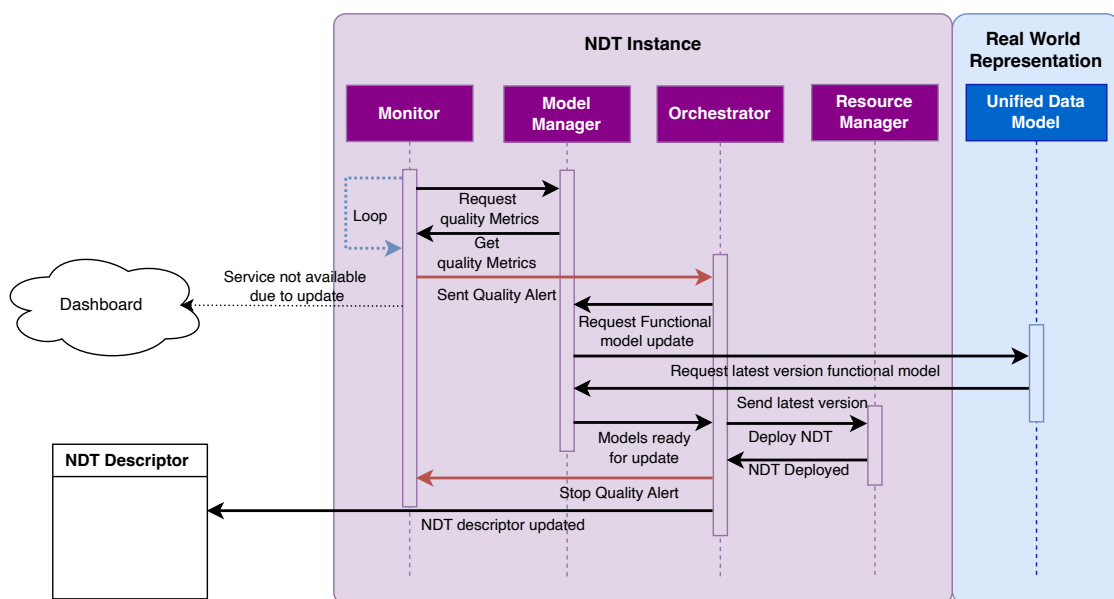 NDT Instance
Real World
Representation
Monitor
Model
Manager
Orchestrator
Resource
Manager
Unified Data
Model
Request
quality Metrics
Loop
Get
quality Metrics
Service not available
due to update
Dashboard
Sent Quality Alert
Request Functional
model update
Request latest version functional model
Send latest version
Models ready
for update
Deploy NDT
NDT Descriptor
NDT Deployed
Stop Quality Alert
NDT descriptor updated